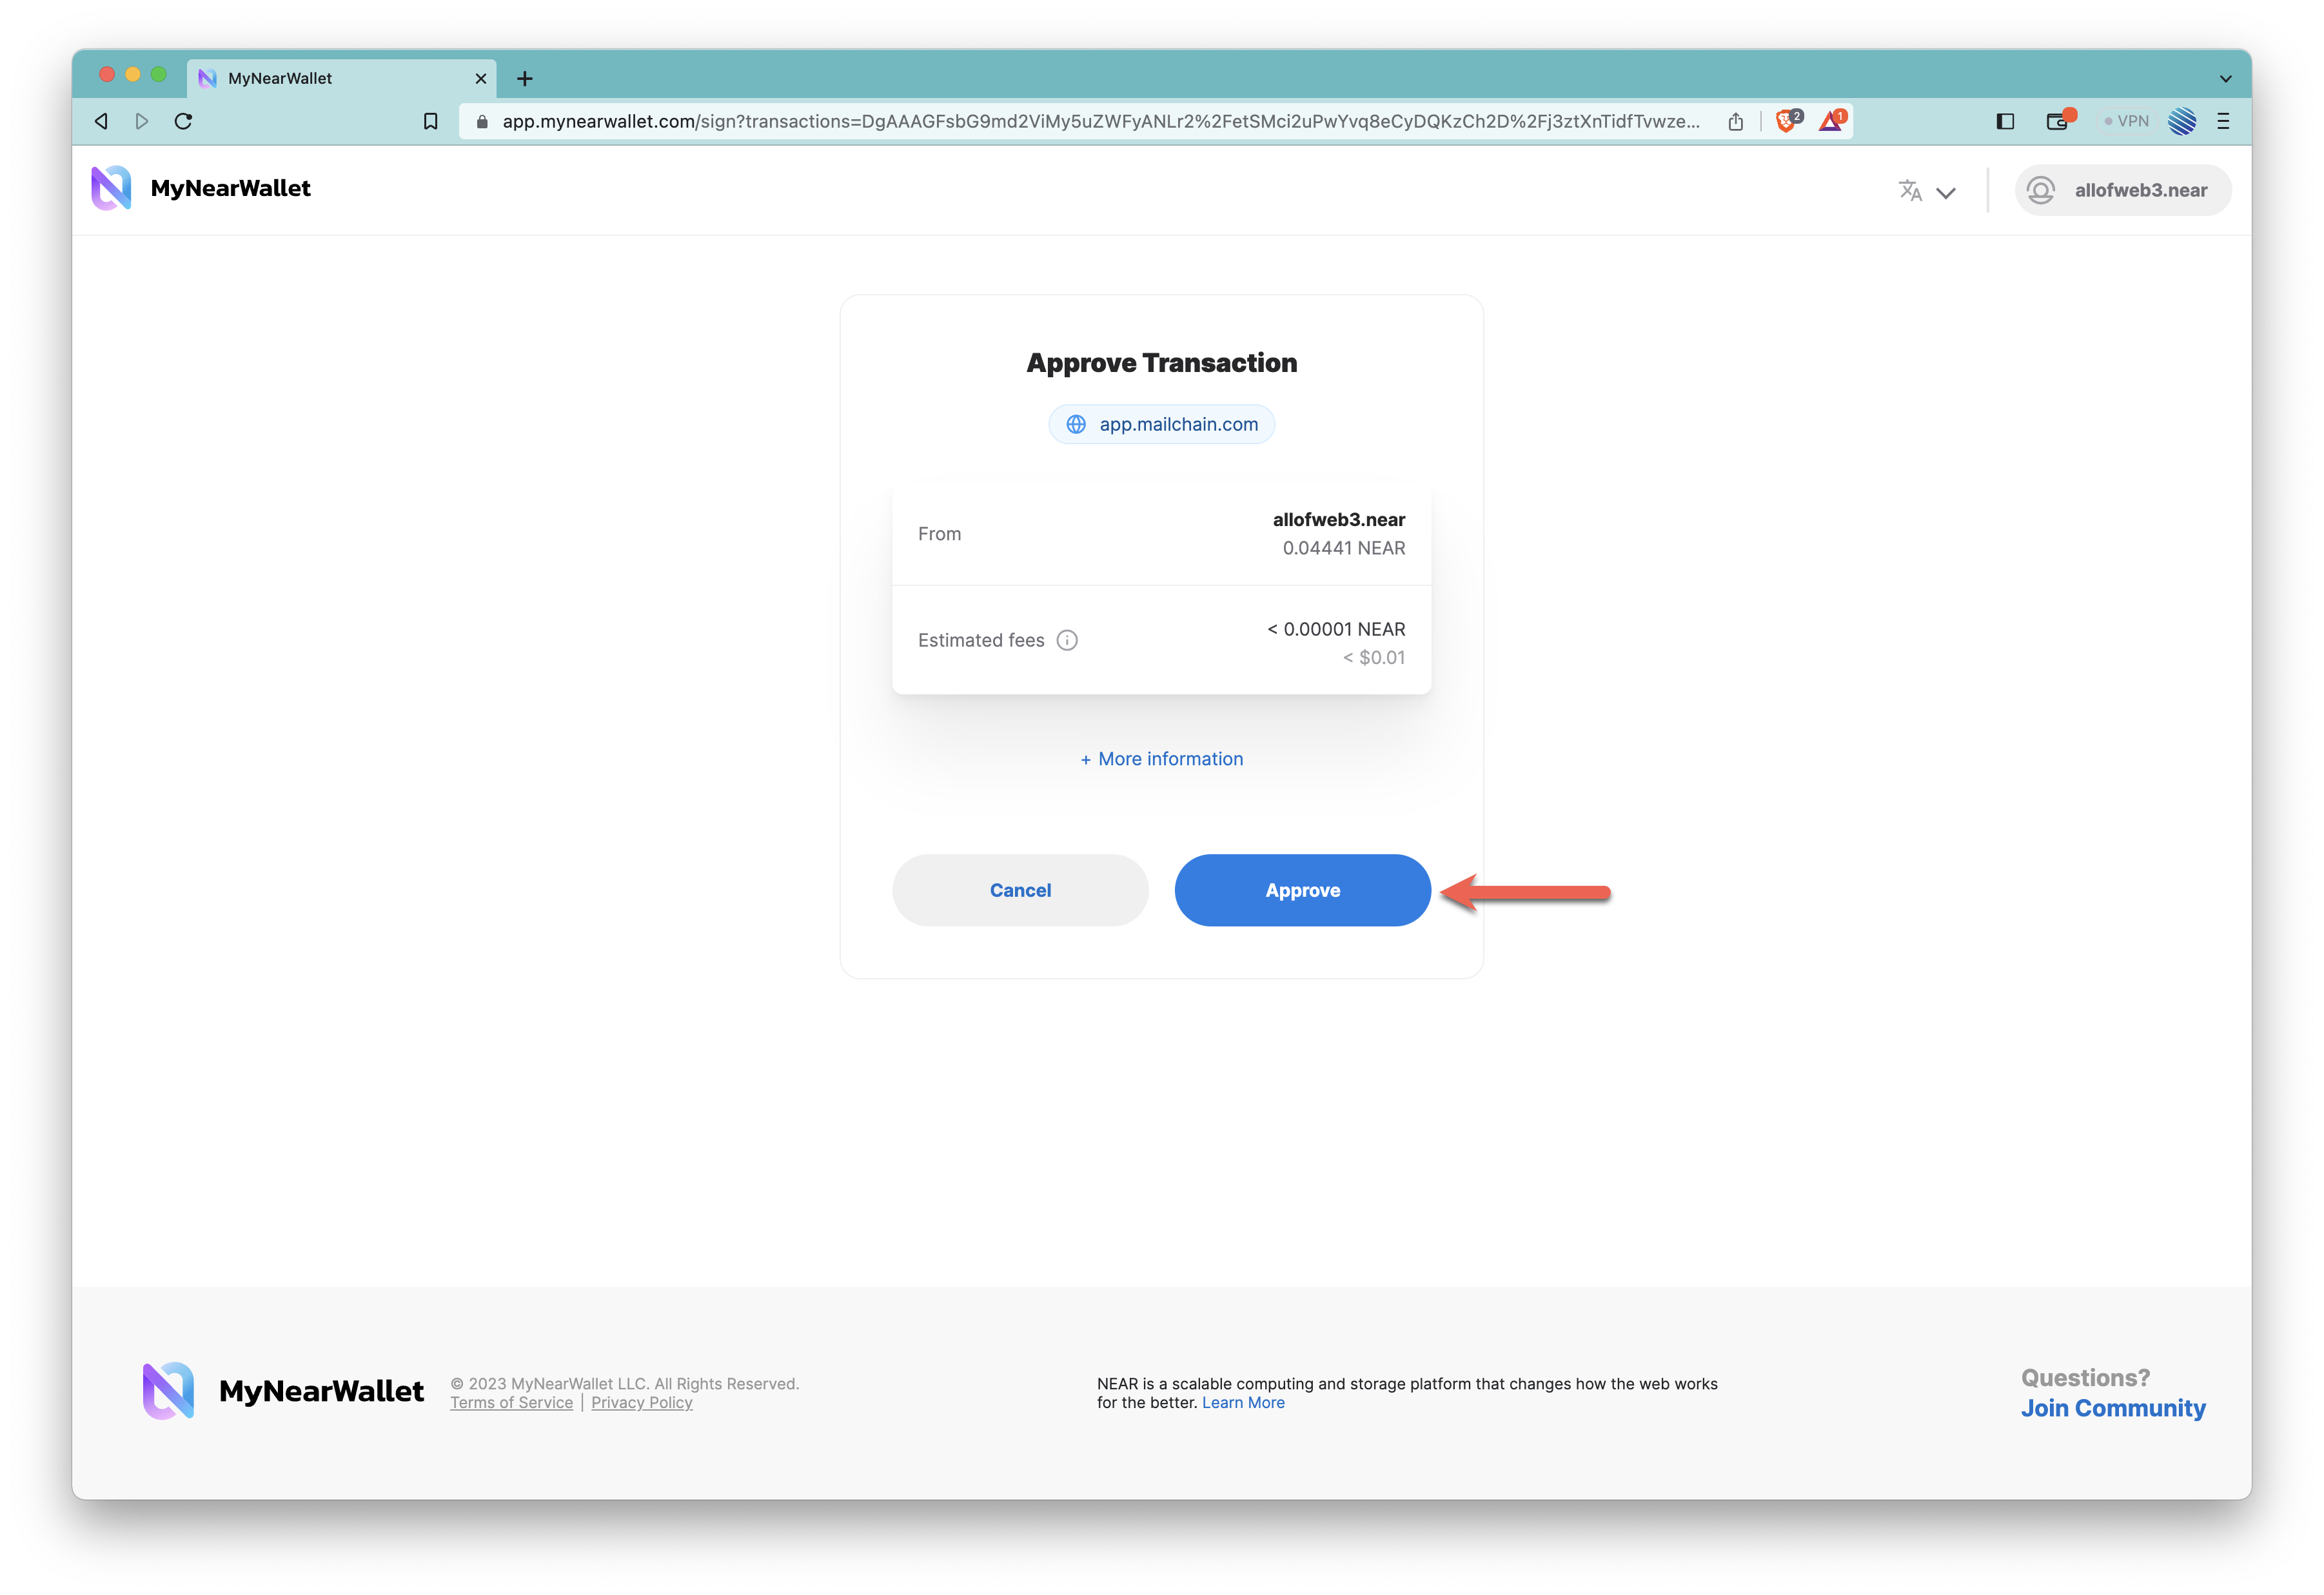 MyNearWallet
app.mynearwallet.com/sign?transactions=DgAAAGFsbG9md2ViMy5uZWFyANLr2%2FetSMci2uPwYvq8eCyDQKzCh2D%2Fj3ztXnTidfTvwze...
2
1
VPN
MyNearWallet
allofweb3.near
Approve Transaction
app.mailchain.com
From
allofweb3.near
0.04441 NEAR
Estimated fees
< 0.00001 NEAR
< $0.01
+ More information
Cancel
Approve
MyNearWallet
© 2023 MyNearWallet LLC. All Rights Reserved.
Terms of Service | Privacy Policy
NEAR is a scalable computing and storage platform that changes how the web works
for the better. Learn More
Questions?
Join Community